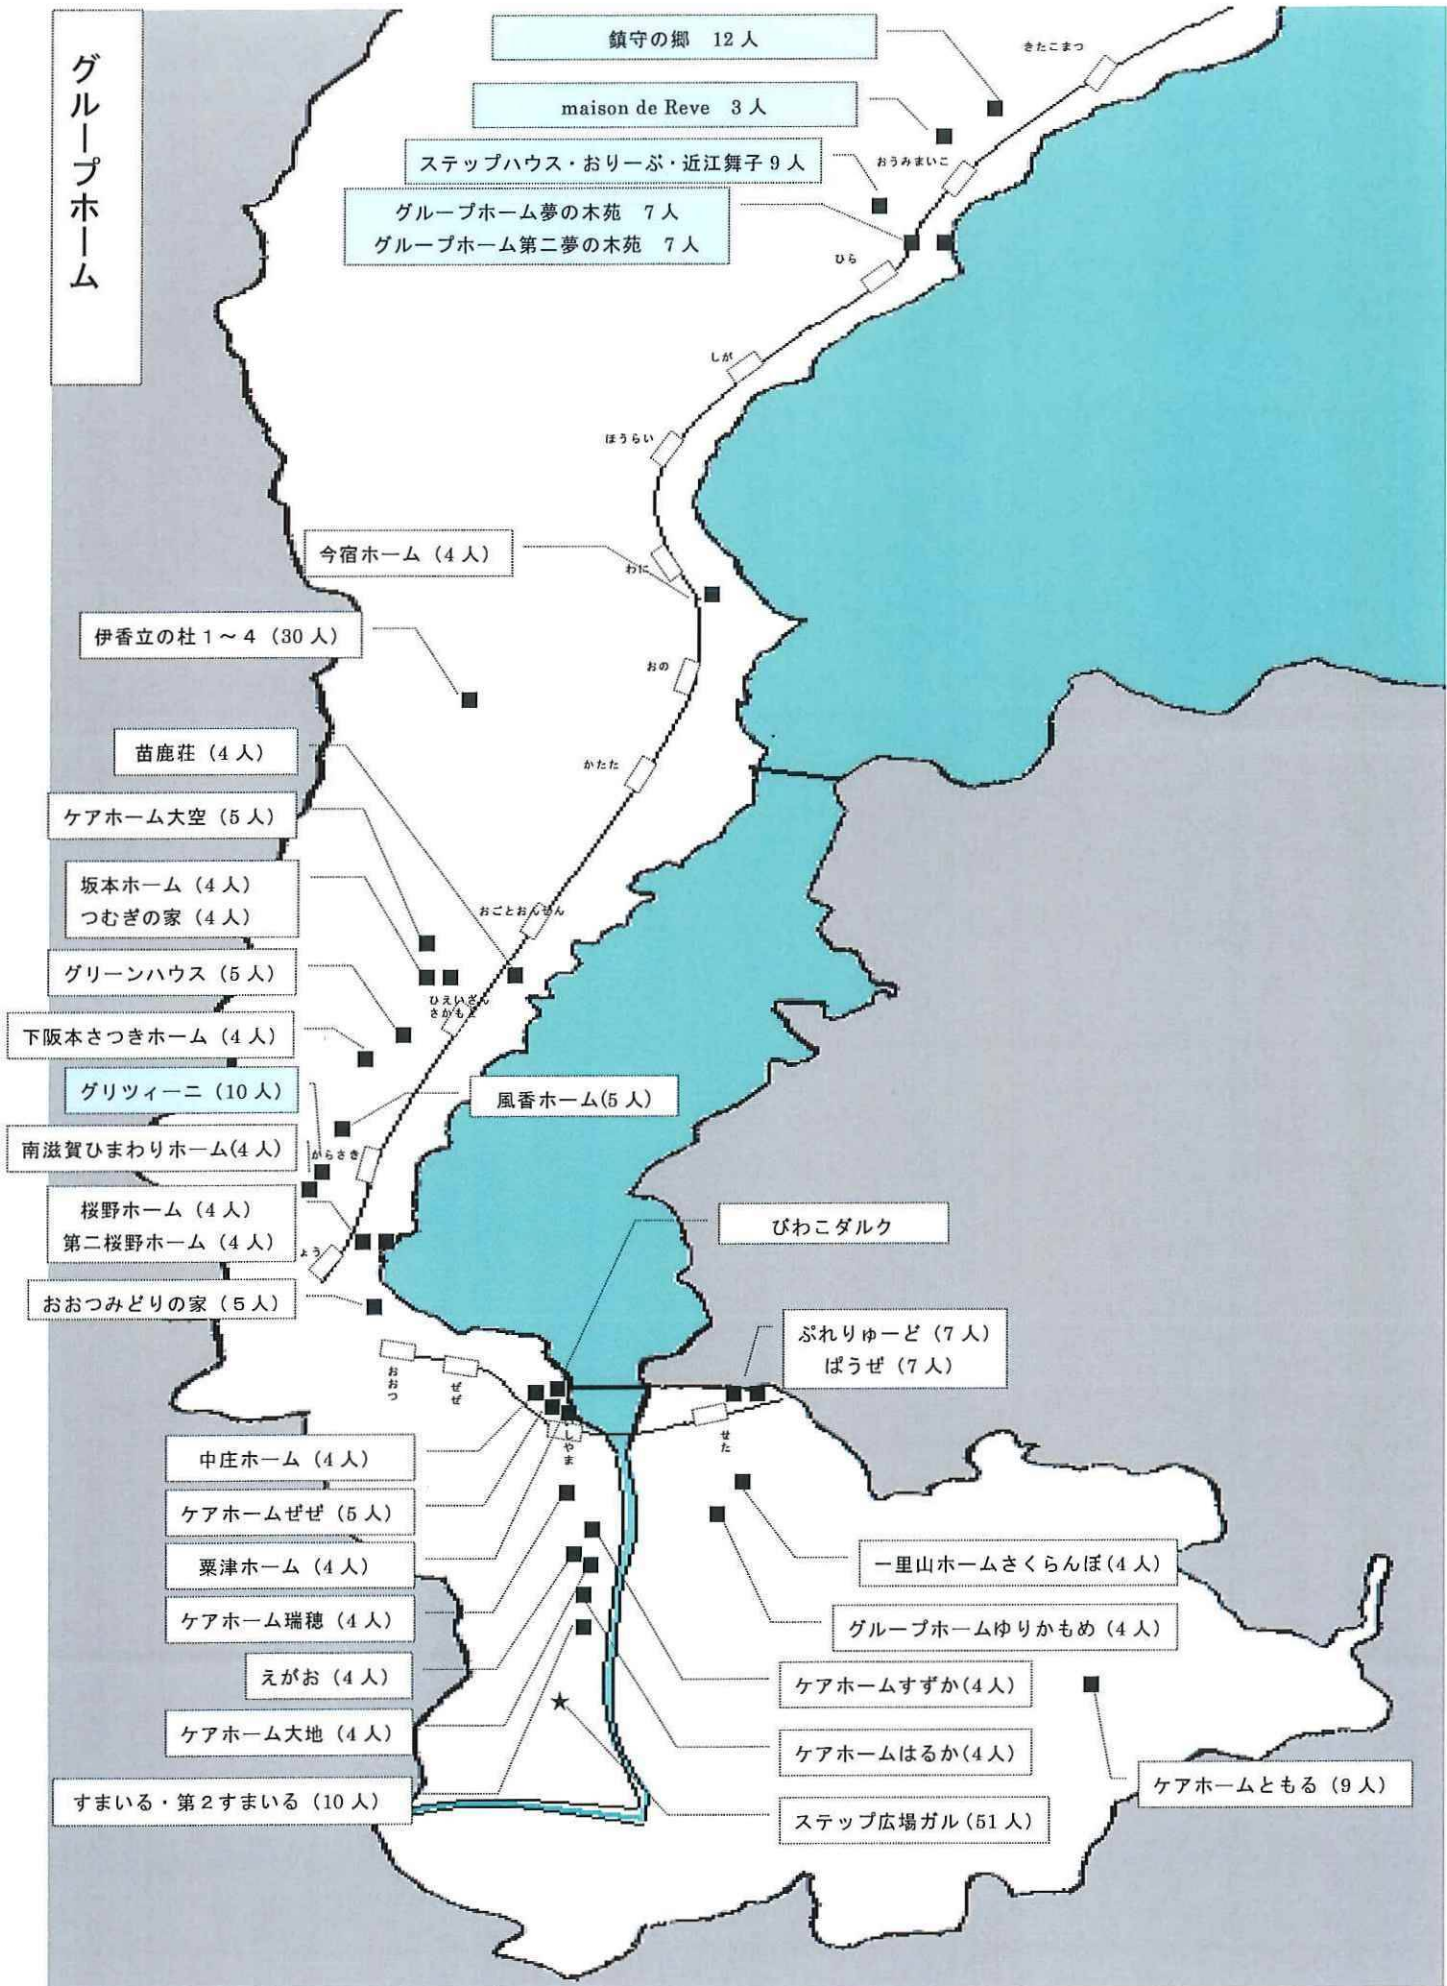 グループホーム
鎮守の郷　12人
きたこまつ
maison de Reve　3人
ステップハウス・おりーぶ・近江舞子9人
おうみまいこ
グループホーム夢の木苑　7人
グループホーム第二夢の木苑　7人
ひら
しが
ほうらい
今宿ホーム（4人）
わに
伊香立の杜1～4（30人）
おの
苗鹿荘（4人）
かたた
ケアホーム大空（5人）
坂本ホーム（4人）
つむぎの家（4人）
おごとおんせん
グリーンハウス（5人）
ひえいざん
さかもと
下阪本さつきホーム（4人）
グリツィーニ（10人）
風香ホーム(5人)
南滋賀ひまわりホーム(4人)
からさき
桜野ホーム（4人）
第二桜野ホーム（4人）
びわこダルク
ょう
おおつみどりの家（5人）
ぷれりゅーど（7人）
ぱうぜ（7人）
おおつ
ぜぜ
いしやま
せた
中庄ホーム（4人）
ケアホームぜぜ（5人）
粟津ホーム（4人）
一里山ホームさくらんぼ(4人)
ケアホーム瑞穂（4人）
グループホームゆりかもめ（4人）
えがお（4人）
ケアホームすずか(4人)
ケアホーム大地（4人）
ケアホームはるか(4人)
ケアホームともる（9人）
すまいる・第2すまいる（10人）
ステップ広場ガル(51人)